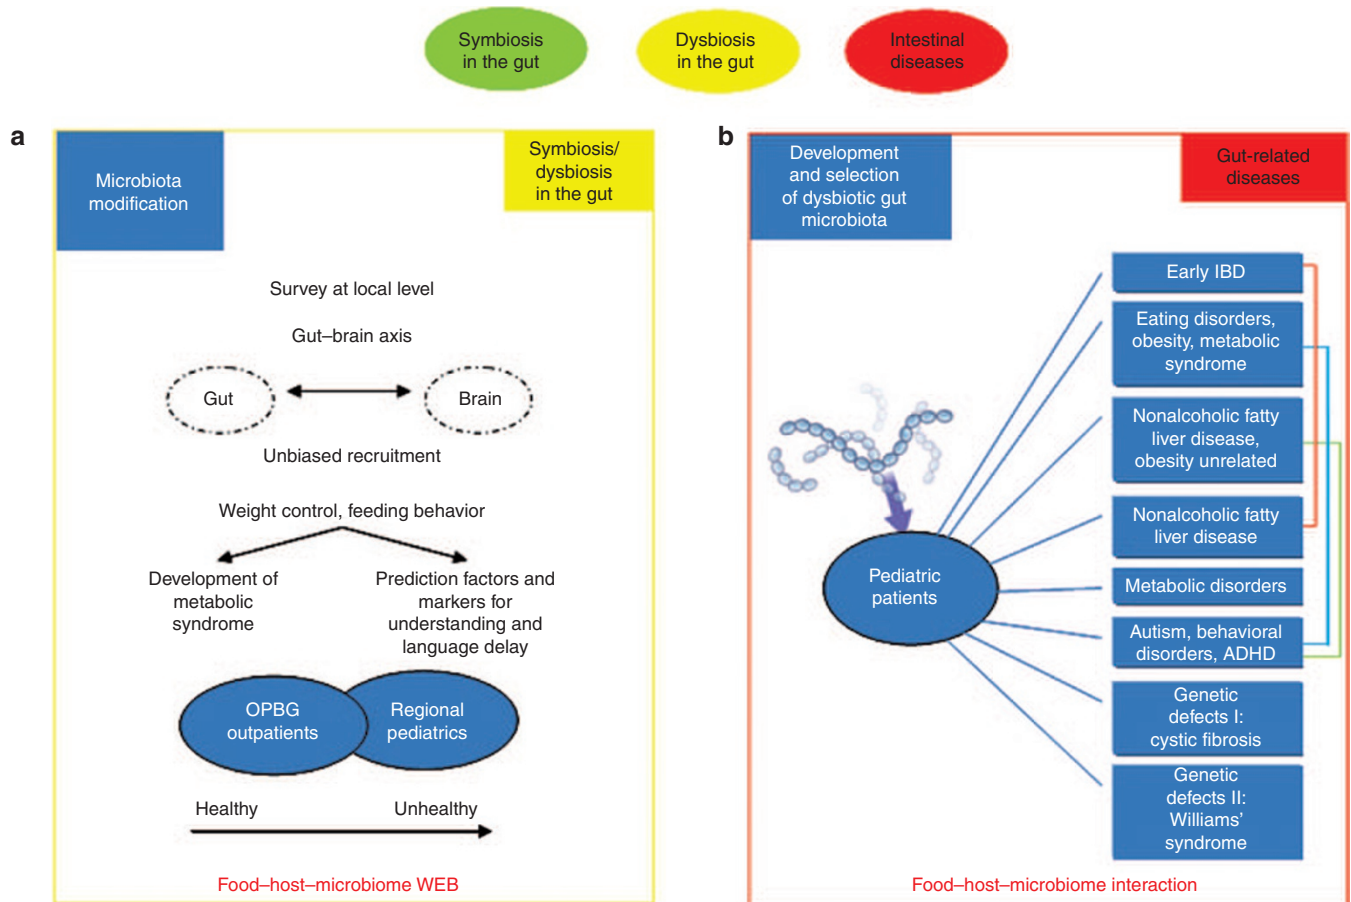 Symbiosis
in the gut
Dysbiosis
in the gut
Intestinal
diseases
a
Microbiota
modification
Symbiosis/
dysbiosis
in the gut
Survey at local level
Gut–brain axis
Gut
Brain
Unbiased recruitment
Weight control, feeding behavior
Development of
metabolic
syndrome
Prediction factors and
markers for
understanding and
language delay
OPBG
outpatients
Regional
pediatrics
Healthy
Unhealthy
Food–host–microbiome WEB
b
Development
and selection
of dysbiotic gut
microbiota
Gut-related
diseases
Early IBD
Eating disorders,
obesity, metabolic
syndrome
Nonalcoholic fatty
liver disease,
obesity unrelated
Nonalcoholic fatty
liver disease
Pediatric
patients
Metabolic disorders
Autism, behavioral
disorders, ADHD
Genetic
defects I:
cystic fibrosis
Genetic
defects II:
Williams'
syndrome
Food–host–microbiome interaction